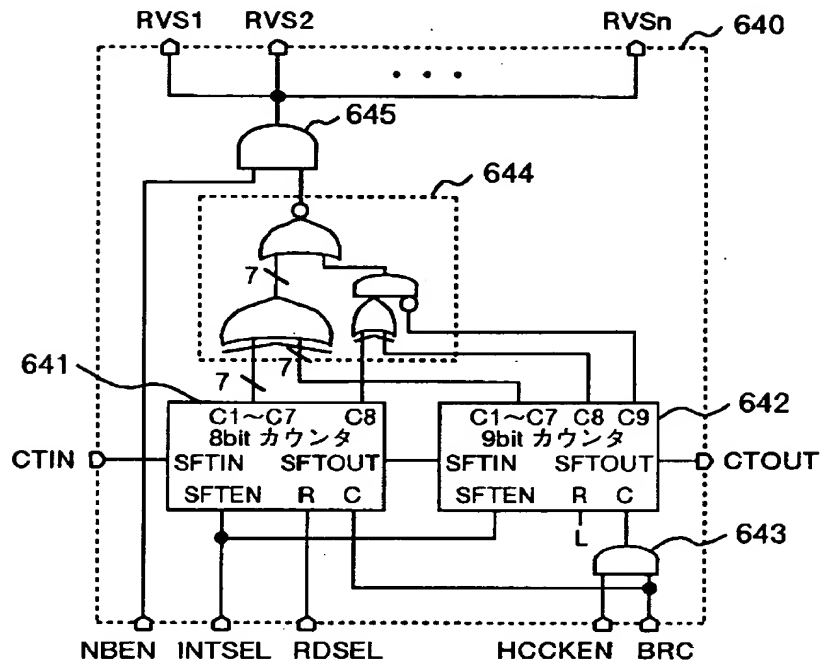 RVS1 RVS2 RVSn 640
• • •
645
644
7
7
641 7
C1～C7 C8 C1～C7 C8 C9 642
8bit カウンタ 9bit カウンタ
CTIN SFTIN SFTOUT SFTIN SFTOUT CTOUT
SFTEN R C SFTEN R C
L 643
NBEN INTSEL RDSEL HCCKEN BRC